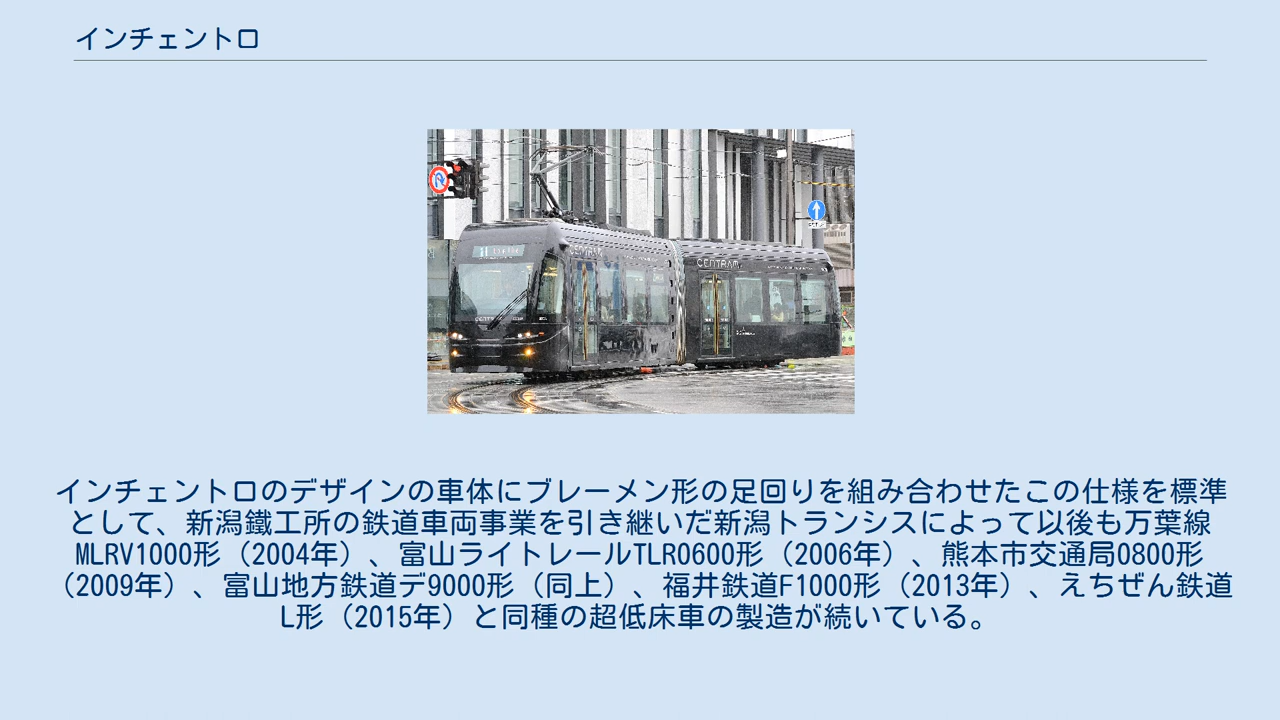 インチェントロ
CENTRAM
インチェントロのデザインの車体にブレーメン形の足回りを組み合わせたこの仕様を標準
として、新潟鐵工所の鉄道車両事業を引き継いだ新潟トランシスによって以後も万葉線
MLRV1000形（2004年）、富山ライトレールTLR0600形（2006年）、熊本市交通局0800形
（2009年）、富山地方鉄道デ9000形（同上）、福井鉄道F1000形（2013年）、えちぜん鉄道
L形（2015年）と同種の超低床車の製造が続いている。